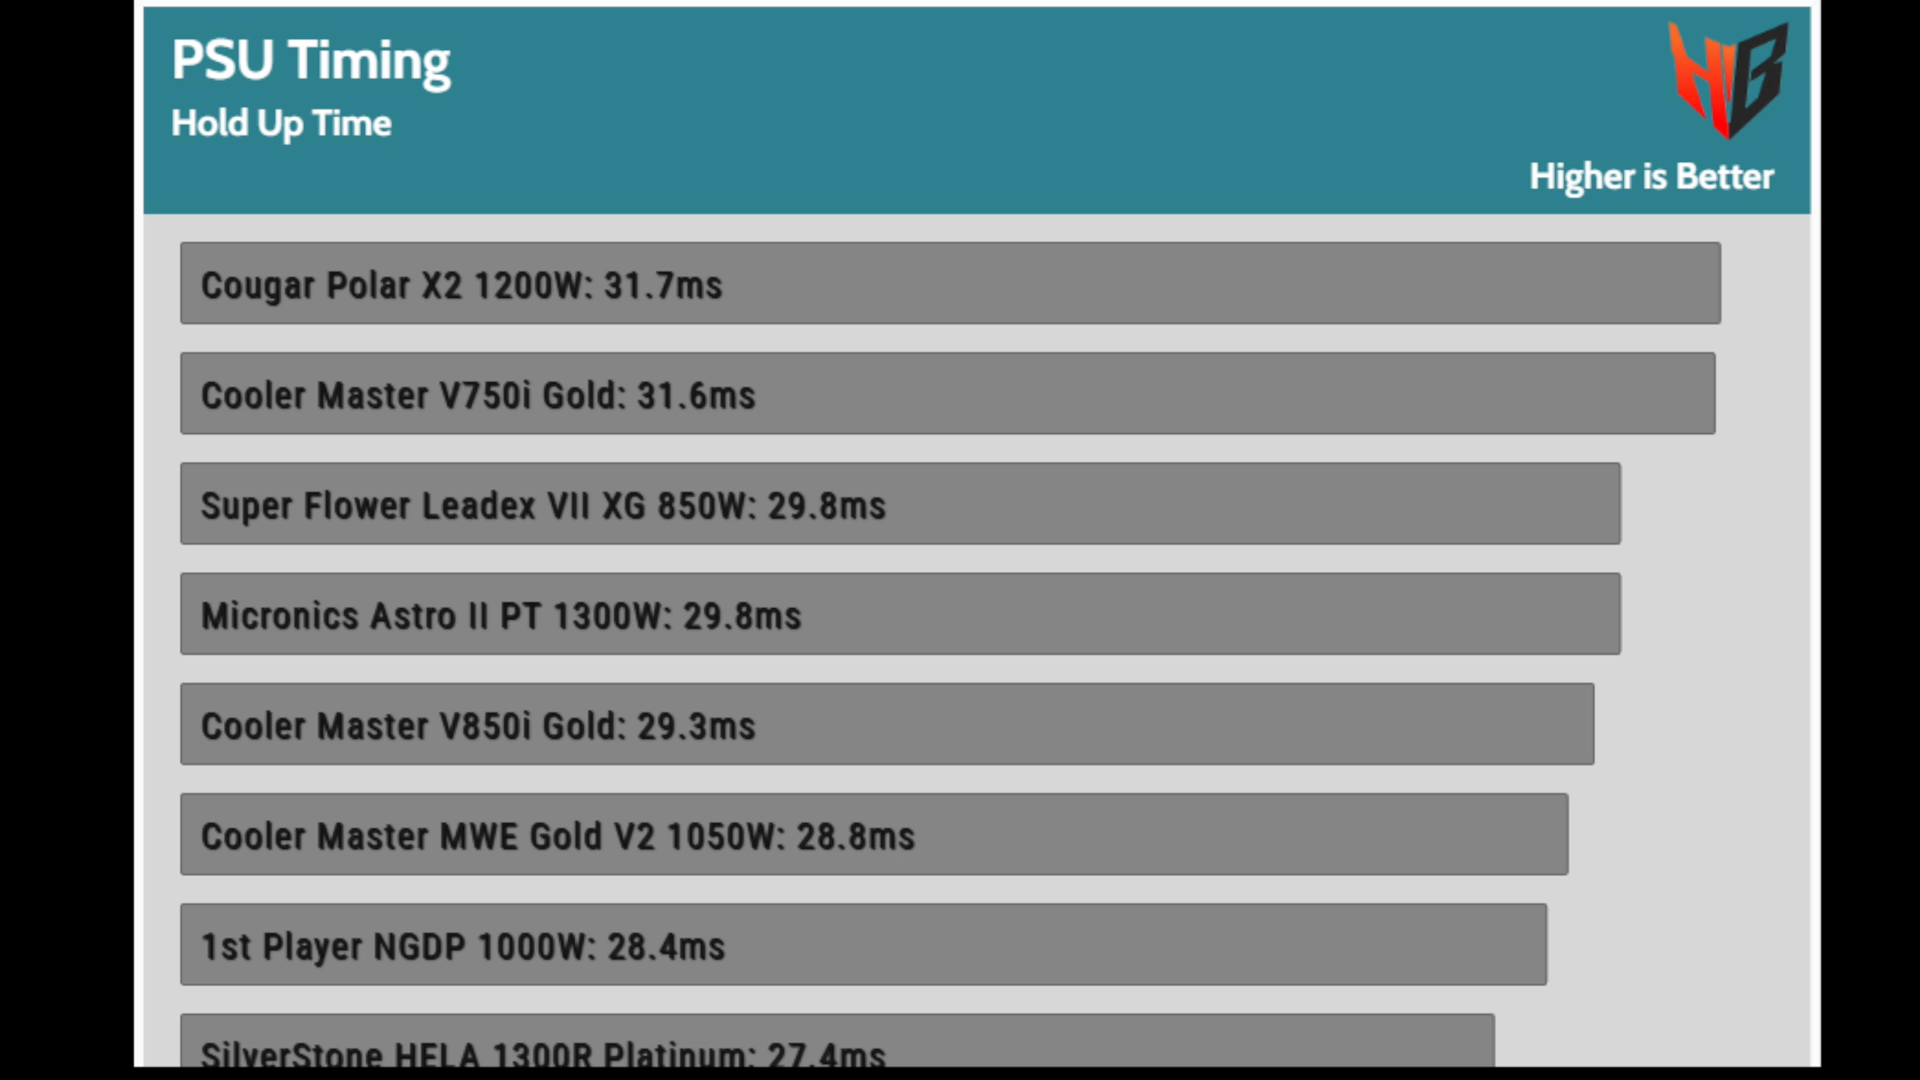 PSU Timing
Hold Up Time
HB
Higher is Better
Cougar Polar X2 1200W: 31.7ms
Cooler Master V750i Gold: 31.6ms
Super Flower Leadex VII XG 850W: 29.8ms
Micronics Astro II PT 1300W: 29.8ms
Cooler Master V850i Gold: 29.3ms
Cooler Master MWE Gold V2 1050W: 28.8ms
1st Player NGDP 1000W: 28.4ms
SilverStone HELA 1300R Platinum: 27.4ms